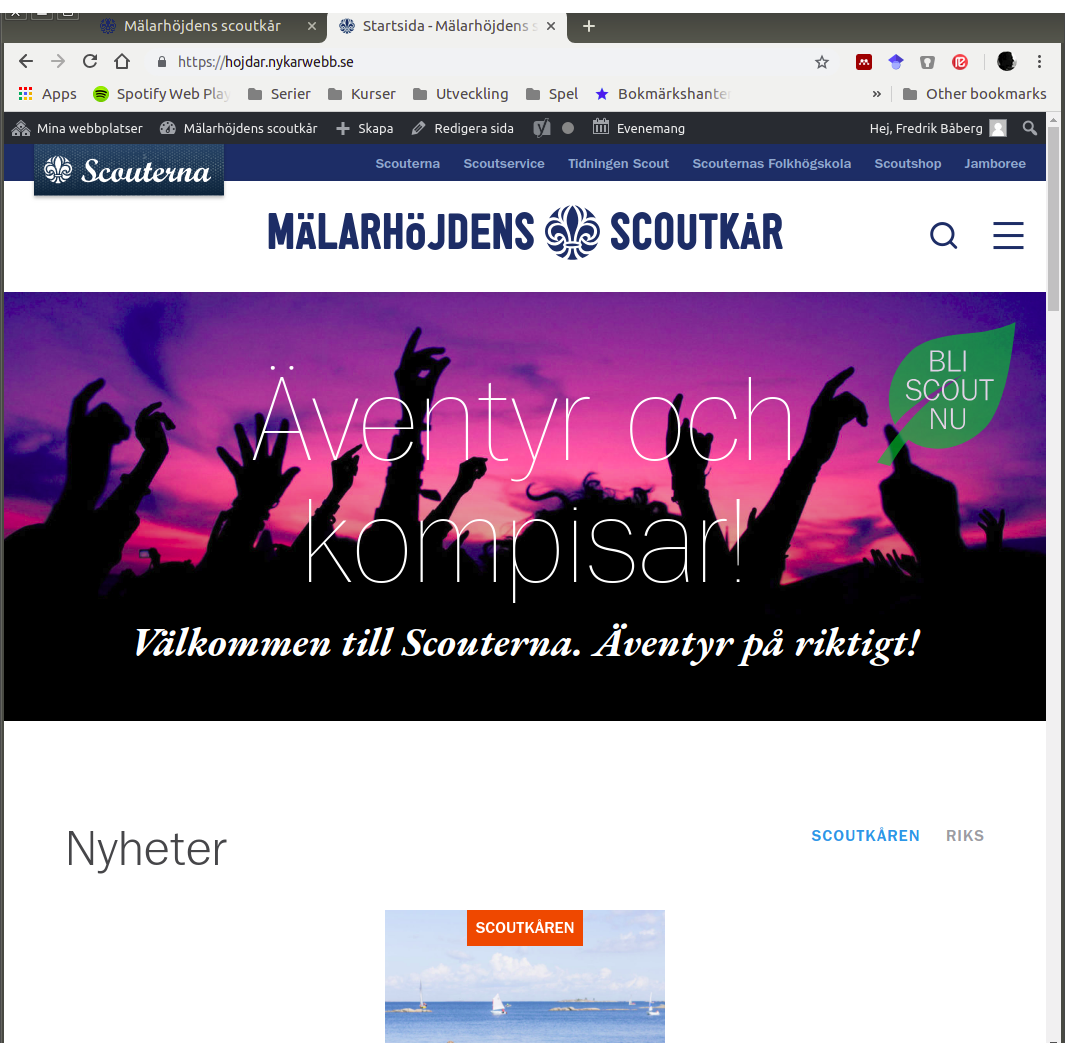 Mälarhöjdens scoutkår
Startsida - Mälarhöjdens s
https://hojdar.nykarwebb.se
Apps Spotify Web Play Serier Kurser Utveckling Spel Bokmärkshanter » Other bookmarks
Mina webbplatser Mälarhöjdens scoutkår Skapa Redigera sida Evenemang Hej, Fredrik Båberg
Scouterna
Scouterna Scoutservice Tidningen Scout Scouternas Folkhögskola Scoutshop Jamboree
MÄLARHÖJDENS SCOUTKÅR
BLI
SCOUT
NU
Äventyr och
kompisar!
Välkommen till Scouterna. Äventyr på riktigt!
Nyheter
SCOUTKÅREN RIKS
SCOUTKÅREN